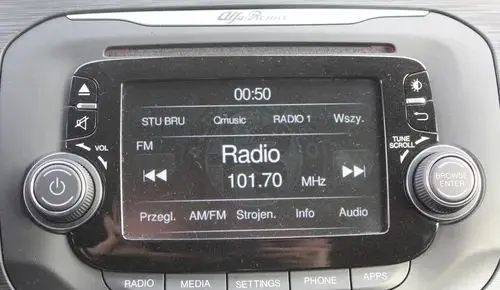 Alfa Romeo
00:50
STU BRU Qmusic RADIO 1 Wszy.
FM
VOL
TUNE
SCROLL
Radio
101.70 MHz
BROWSE
ENTER
Przegl. AM/FM Strojen. Info Audio
RADIO MEDIA SETTINGS PHONE APPS